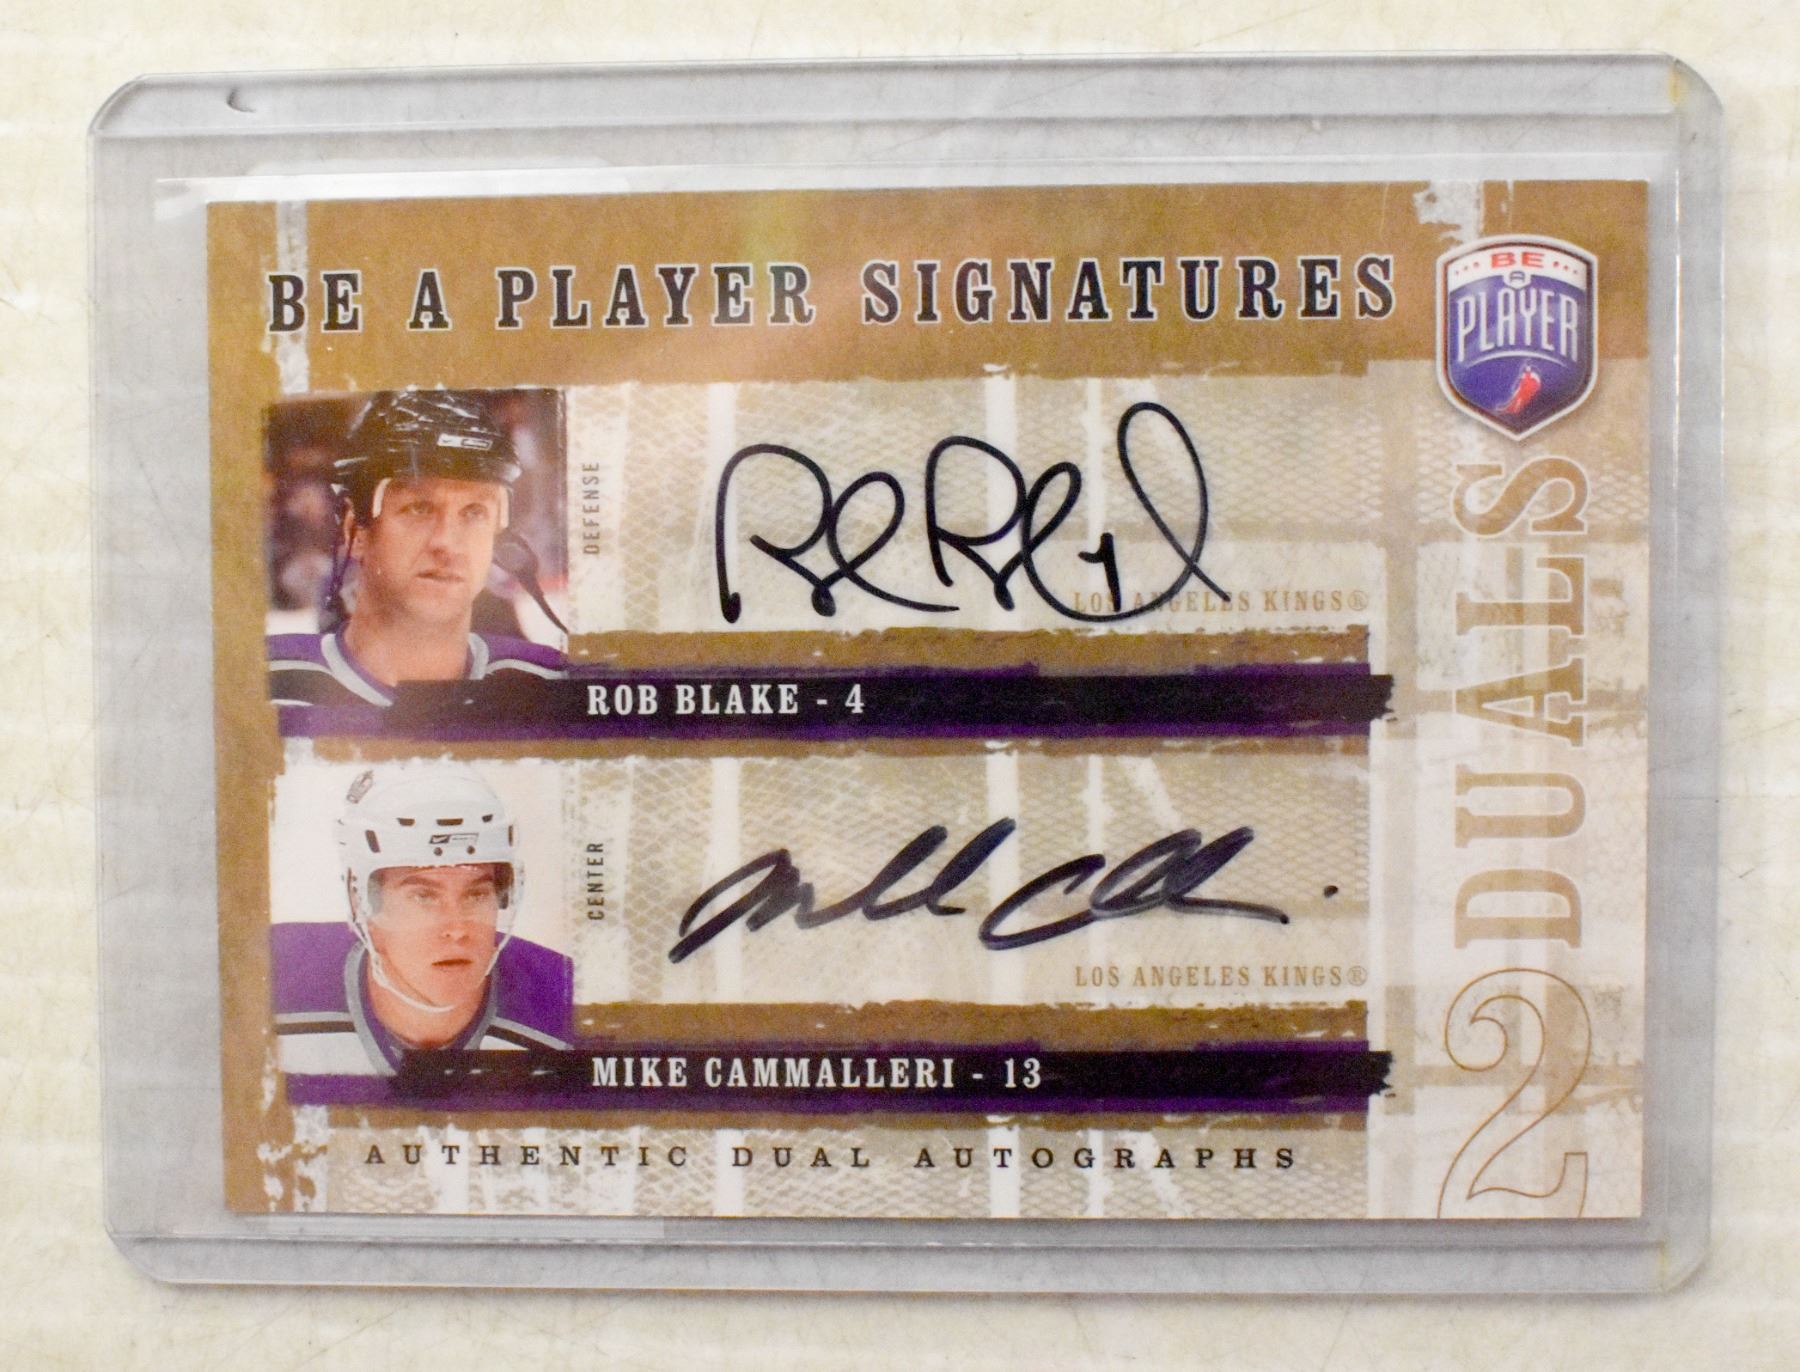 BE A PLAYER SIGNATURES
BE
A
PLAYER
DEFENSE
LOS ANGELES KINGS®
ROB BLAKE - 4
CENTER
LOS ANGELES KINGS®
MIKE CAMMALLERI - 13
DUALS
2
AUTHENTIC DUAL AUTOGRAPHS